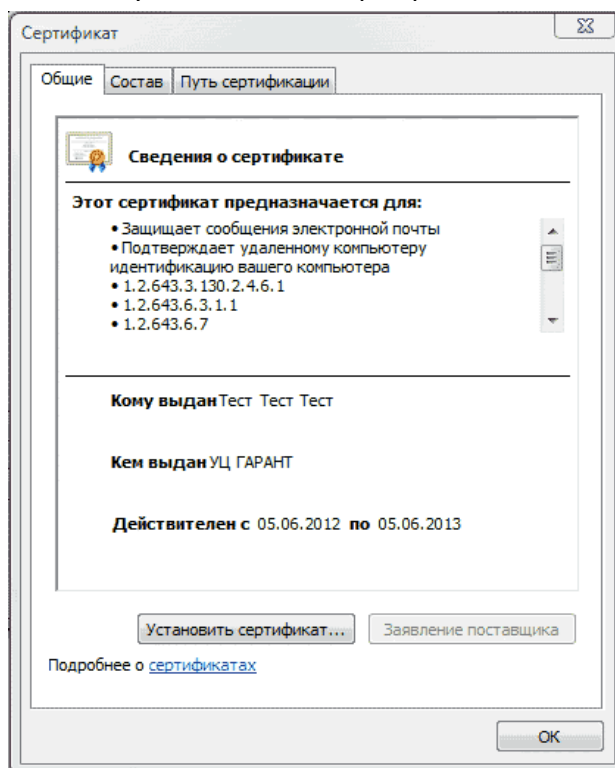 Сертификат
Общие Состав Путь сертификации
Сведения о сертификате
Этот сертификат предназначается для:
• Защищает сообщения электронной почты
• Подтверждает удаленному компьютеру
идентификацию вашего компьютера
• 1.2.643.3.130.2.4.6.1
• 1.2.643.6.3.1.1
• 1.2.643.6.7
Кому выдан Тест Тест Тест
Кем выдан УЦ ГАРАНТ
Действителен с 05.06.2012 по 05.06.2013
Установить сертификат... Заявление поставщика
Подробнее о сертификатах
ОК